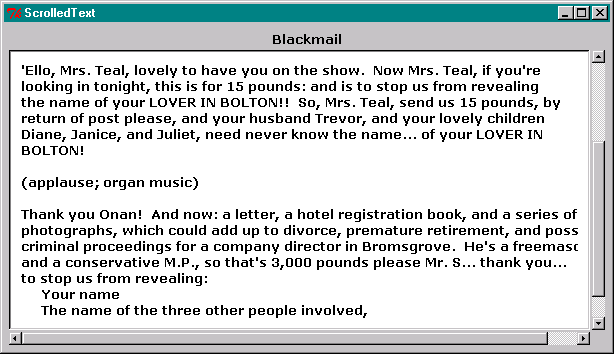 ScrolledText
Blackmail
'Ello, Mrs. Teal, lovely to have you on the show.  Now Mrs. Teal, if you're
looking in tonight, this is for 15 pounds: and is to stop us from revealing
the name of your LOVER IN BOLTON!!  So, Mrs. Teal, send us 15 pounds, by
return of post please, and your husband Trevor, and your lovely children
Diane, Janice, and Juliet, need never know the name... of your LOVER IN
BOLTON!
(applause; organ music)
Thank you Onan!  And now: a letter, a hotel registration book, and a series of
photographs, which could add up to divorce, premature retirement, and poss
criminal proceedings for a company director in Bromsgrove.  He's a freemaso
and a conservative M.P., so that's 3,000 pounds please Mr. S... thank you...
to stop us from revealing:
Your name
The name of the three other people involved,